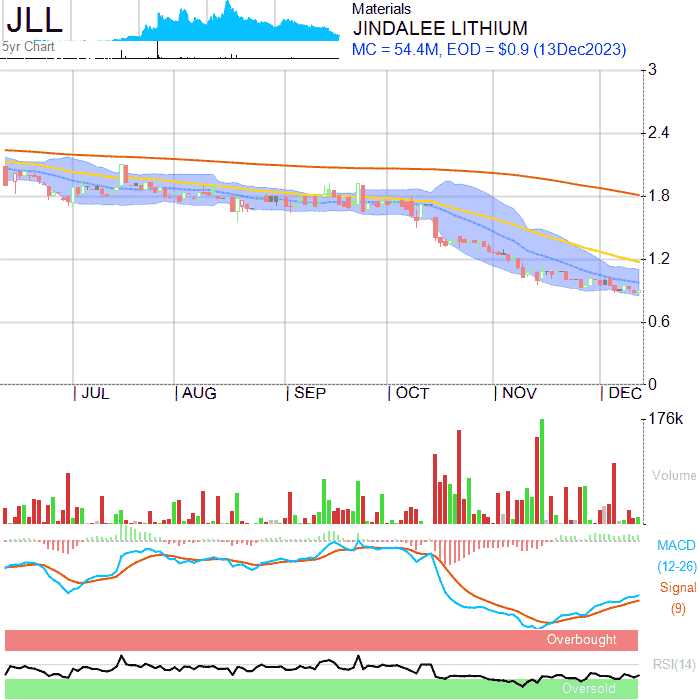 JLL
5yr Chart
Materials
JINDALEE LITHIUM
MC = 54.4M, EOD = $0.9 (13Dec2023)
3
2.4
1.8
1.2
0.6
0
JUL AUG SEP OCT NOV DEC
176k
Volume
MACD
(12-26)
Signal
(9)
Overbought
RSI(14)
Oversold